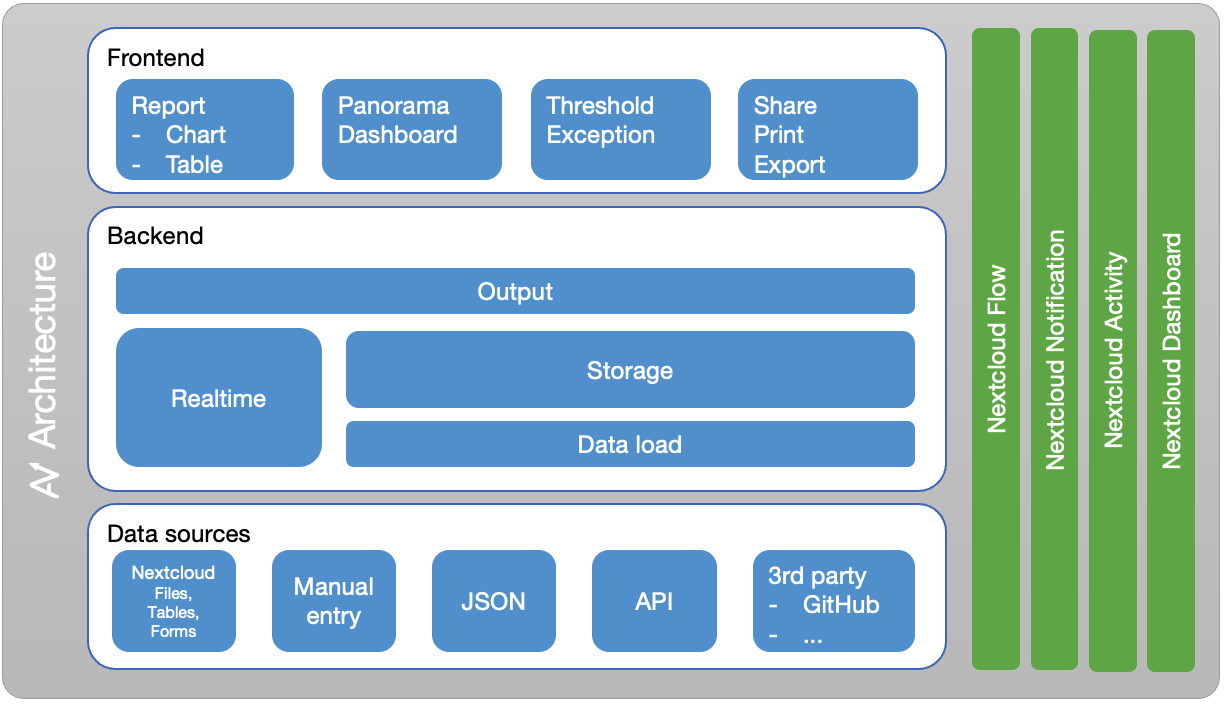 Architecture
Frontend
Report
- Chart
- Table
Panorama
Dashboard
Threshold
Exception
Share
Print
Export
Backend
Output
Realtime
Storage
Data load
Data sources
Nextcloud
Files,
Tables,
Forms
Manual
entry
JSON
API
3rd party
- GitHub
- ...
Nextcloud Flow
Nextcloud Notification
Nextcloud Activity
Nextcloud Dashboard